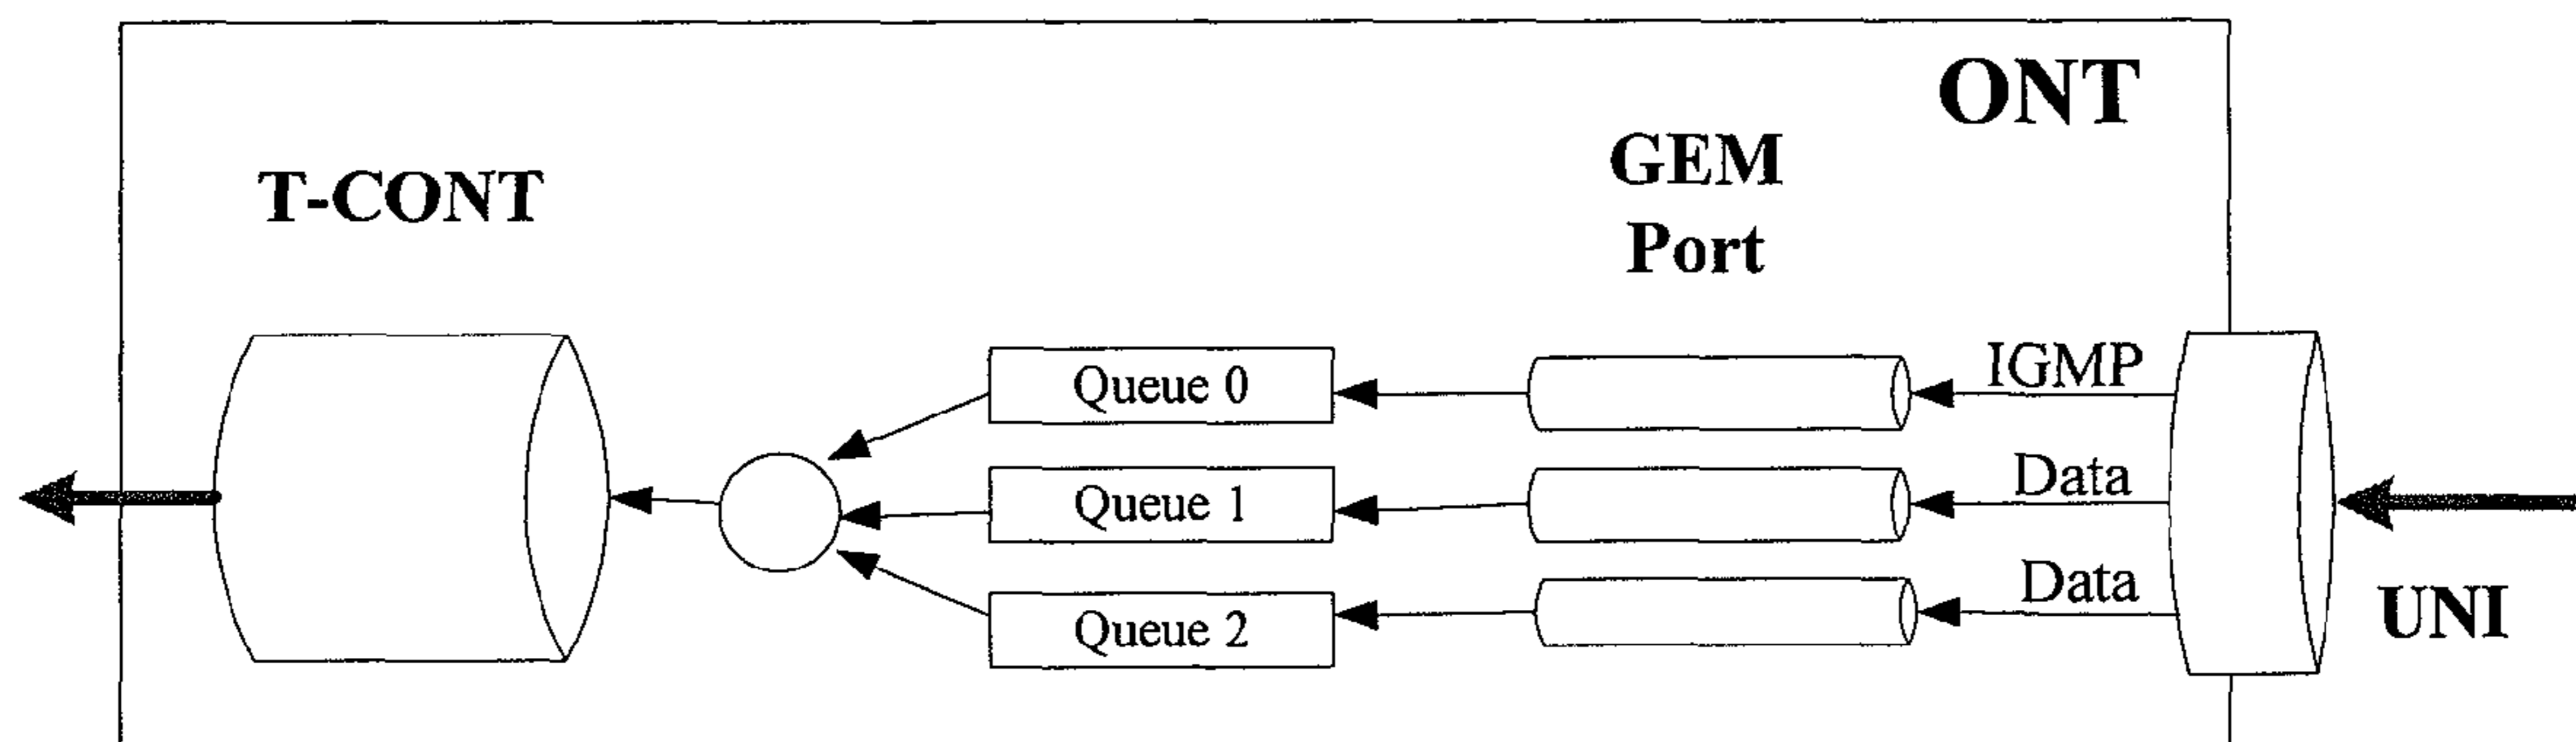 ONT
T-CONT
GEM
Port
IGMP
Queue 0
Data
Queue 1
Data
Queue 2
UNI